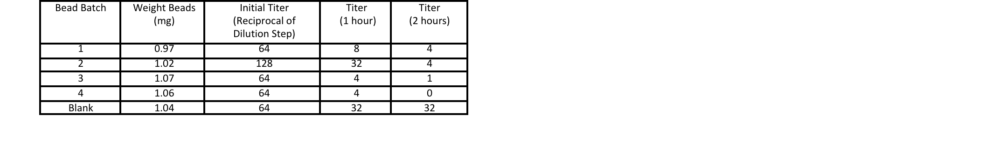 Bead Batch Weight Beads Initial Titer Titer Titer
(mg) (Reciprocal of (1 hour) (2 hours)
Dilution Step)
1 0.97 64 8 4
2 1.02 128 32 4
3 1.07 64 4 1
4 1.06 64 4 0
Blank 1.04 64 32 32